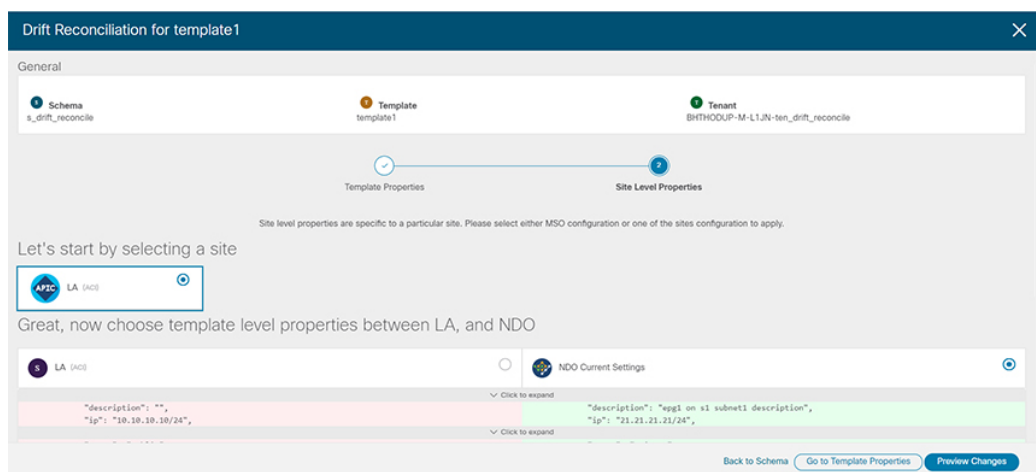 Drift Reconciliation for template1
General
S Schema
s_drift_reconcile
T Template
template1
T Tenant
BHTHODUP-M-L1JN-ten_drift_reconcile
2
Template Properties
Site Level Properties
Site level properties are specific to a particular site. Please select either MSO configuration or one of the sites configuration to apply.
Let's start by selecting a site
APIC LA (ACI)
Great, now choose template level properties between LA, and NDO
S LA (ACI)
NDO Current Settings
Click to expand
"description": "",
"description": "epg1 on s1 subnet1 description",
"ip": "10.10.10.10/24",
"ip": "21.21.21.21/24",
Click to expand
Back to Schema Go to Template Properties Preview Changes